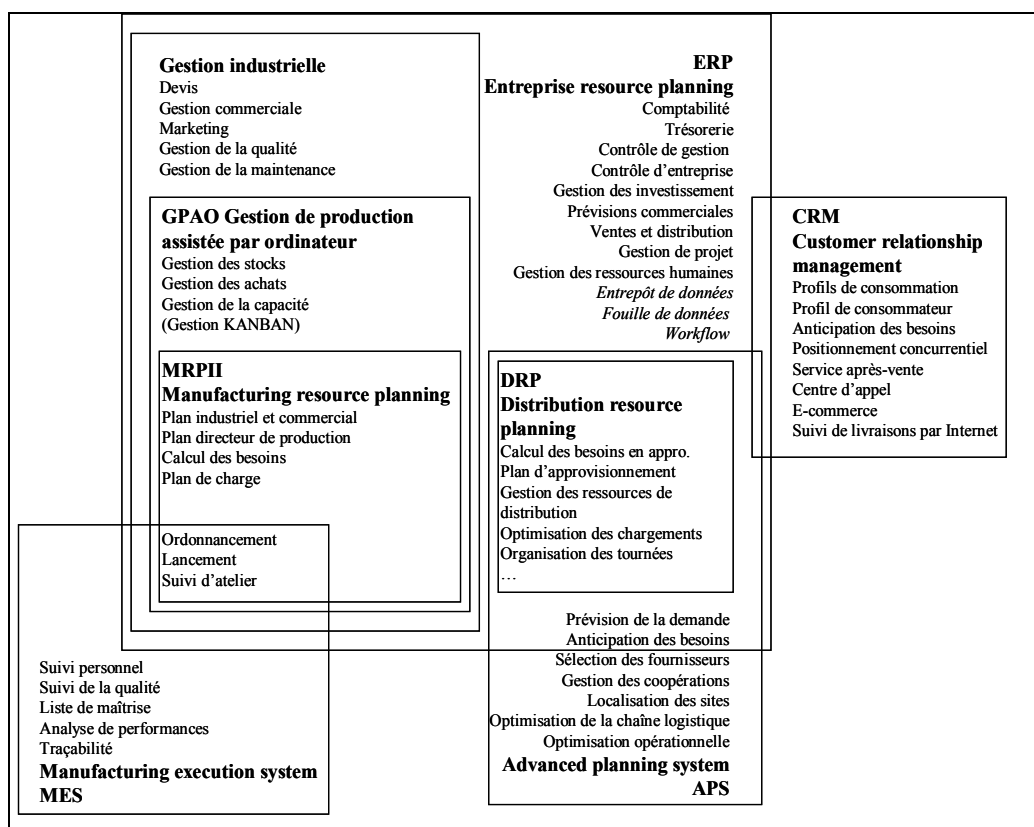 Gestion industrielle
Devis
Gestion commerciale
Marketing
Gestion de la qualité
Gestion de la maintenance
ERP
Entreprise resource planning
Comptabilité
Trésorerie
Contrôle de gestion
Contrôle d’entreprise
Gestion des investissement
Prévisions commerciales
Ventes et distribution
Gestion de projet
Gestion des ressources humaines
Entrepôt de données
Fouille de données
Workflow
GPAO Gestion de production
assistée par ordinateur
Gestion des stocks
Gestion des achats
Gestion de la capacité
(Gestion KANBAN)
CRM
Customer relationship
management
Profils de consommation
Profil de consommateur
Anticipation des besoins
Positionnement concurrentiel
Service après-vente
Centre d’appel
E-commerce
Suivi de livraisons par Internet
MRPII
Manufacturing resource planning
Plan industriel et commercial
Plan directeur de production
Calcul des besoins
Plan de charge
Ordonnancement
Lancement
Suivi d’atelier
DRP
Distribution resource
planning
Calcul des besoins en appro.
Plan d’approvisionnement
Gestion des ressources de
distribution
Optimisation des chargements
Organisation des tournées
…
Suivi personnel
Suivi de la qualité
Liste de maîtrise
Analyse de performances
Traçabilité
Manufacturing execution system
MES
Prévision de la demande
Anticipation des besoins
Sélection des fournisseurs
Gestion des coopérations
Localisation des sites
Optimisation de la chaîne logistique
Optimisation opérationnelle
Advanced planning system
APS